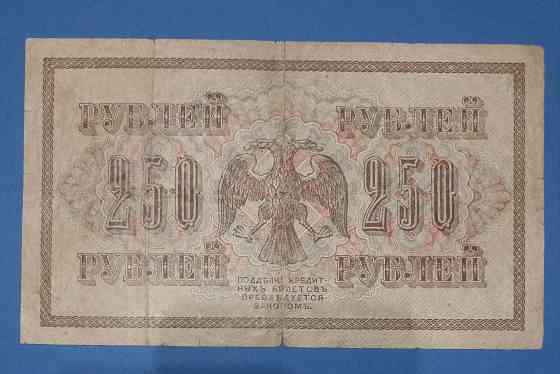 РУБЛЕЙ РУБЛЕЙ
250 250
РУБЛЕЙ РУБЛЕЙ
ПОДДѢЛКА КРЕДИТ-
НЫХЪ БИЛЕТОВЪ
ПРЕСЛѢДУЕТСЯ
ЗАКОНОМЪ.